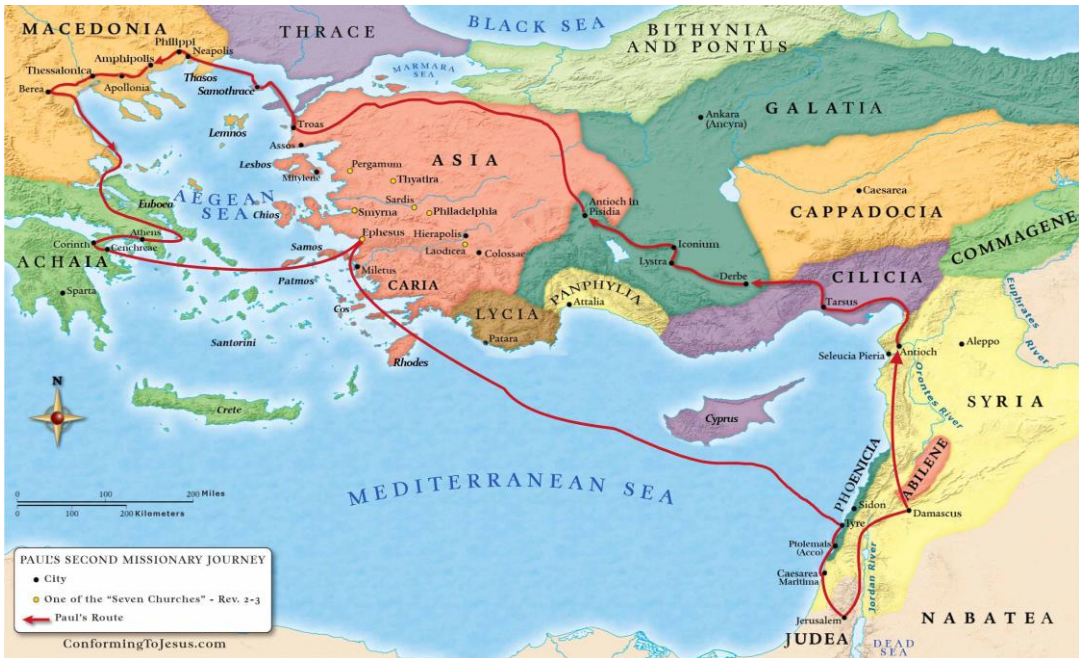 BLACK SEA
MACEDONIA
THRACE
BITHYNIA
AND PONTUS
Philippi
Neapolis
Amphipolis
Thessalonica
Apollonia
Berea
Thasos
Samothrace
MARMARA
SEA
GALATIA
Ankara
(Ancyra)
Lemnos
Troas
Assos
Lesbos
Mitylene
ASIA
Pergamum
Thyatira
Sardis
Philadelphia
Smyrna
AEGEAN
SEA
Euboea
Chios
Athens
Corinth
Cenchreae
ACHAIA
Sparta
Ephesus
Samos
Hierapolis
Laodicea
Colossae
Miletus
Patmos
CARIA
Cos
Santorini
Rhodes
Crete
Antioch In
Pisidia
Iconium
Lystra
Derbe
CAPPADOCIA
Caesarea
COMMAGENE
CILICIA
Tarsus
PANPHYLIA
Attalia
LYCIA
Patara
Euphrates
River
Seleucia Pieria
Antioch
Aleppo
Orontes River
SYRIA
Cyprus
MEDITERRANEAN SEA
PHOENICIA
ABILENE
Sidon
Damascus
Tyre
Ptolemais
(Acco)
Caesarea
Maritima
Jordan River
Jerusalem
JUDEA
DEAD
SEA
NABATEA
N
0 100 200 Miles
0 100 200 Kilometers
PAUL'S SECOND MISSIONARY JOURNEY
City
One of the "Seven Churches" - Rev. 2-3
Paul's Route
ConformingToJesus.com